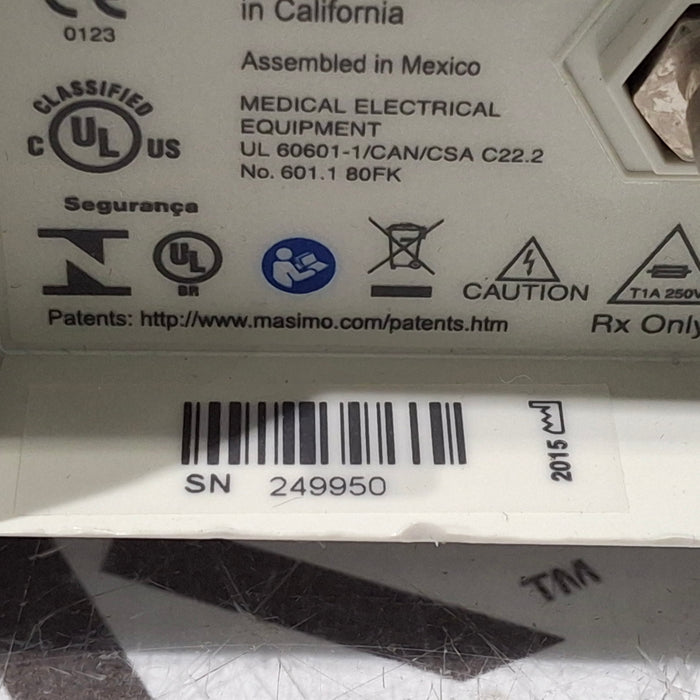 CE
0123
in California
Assembled in Mexico
CLASSIFIED
C UL US
MEDICAL ELECTRICAL
EQUIPMENT
UL 60601-1/CAN/CSA C22.2
No. 601.1 80FK
Segurança
UL
BR
CAUTION
T1A 250V
Patents: http://www.masimo.com/patents.htm
Rx Only
SN 249950
2015
TM